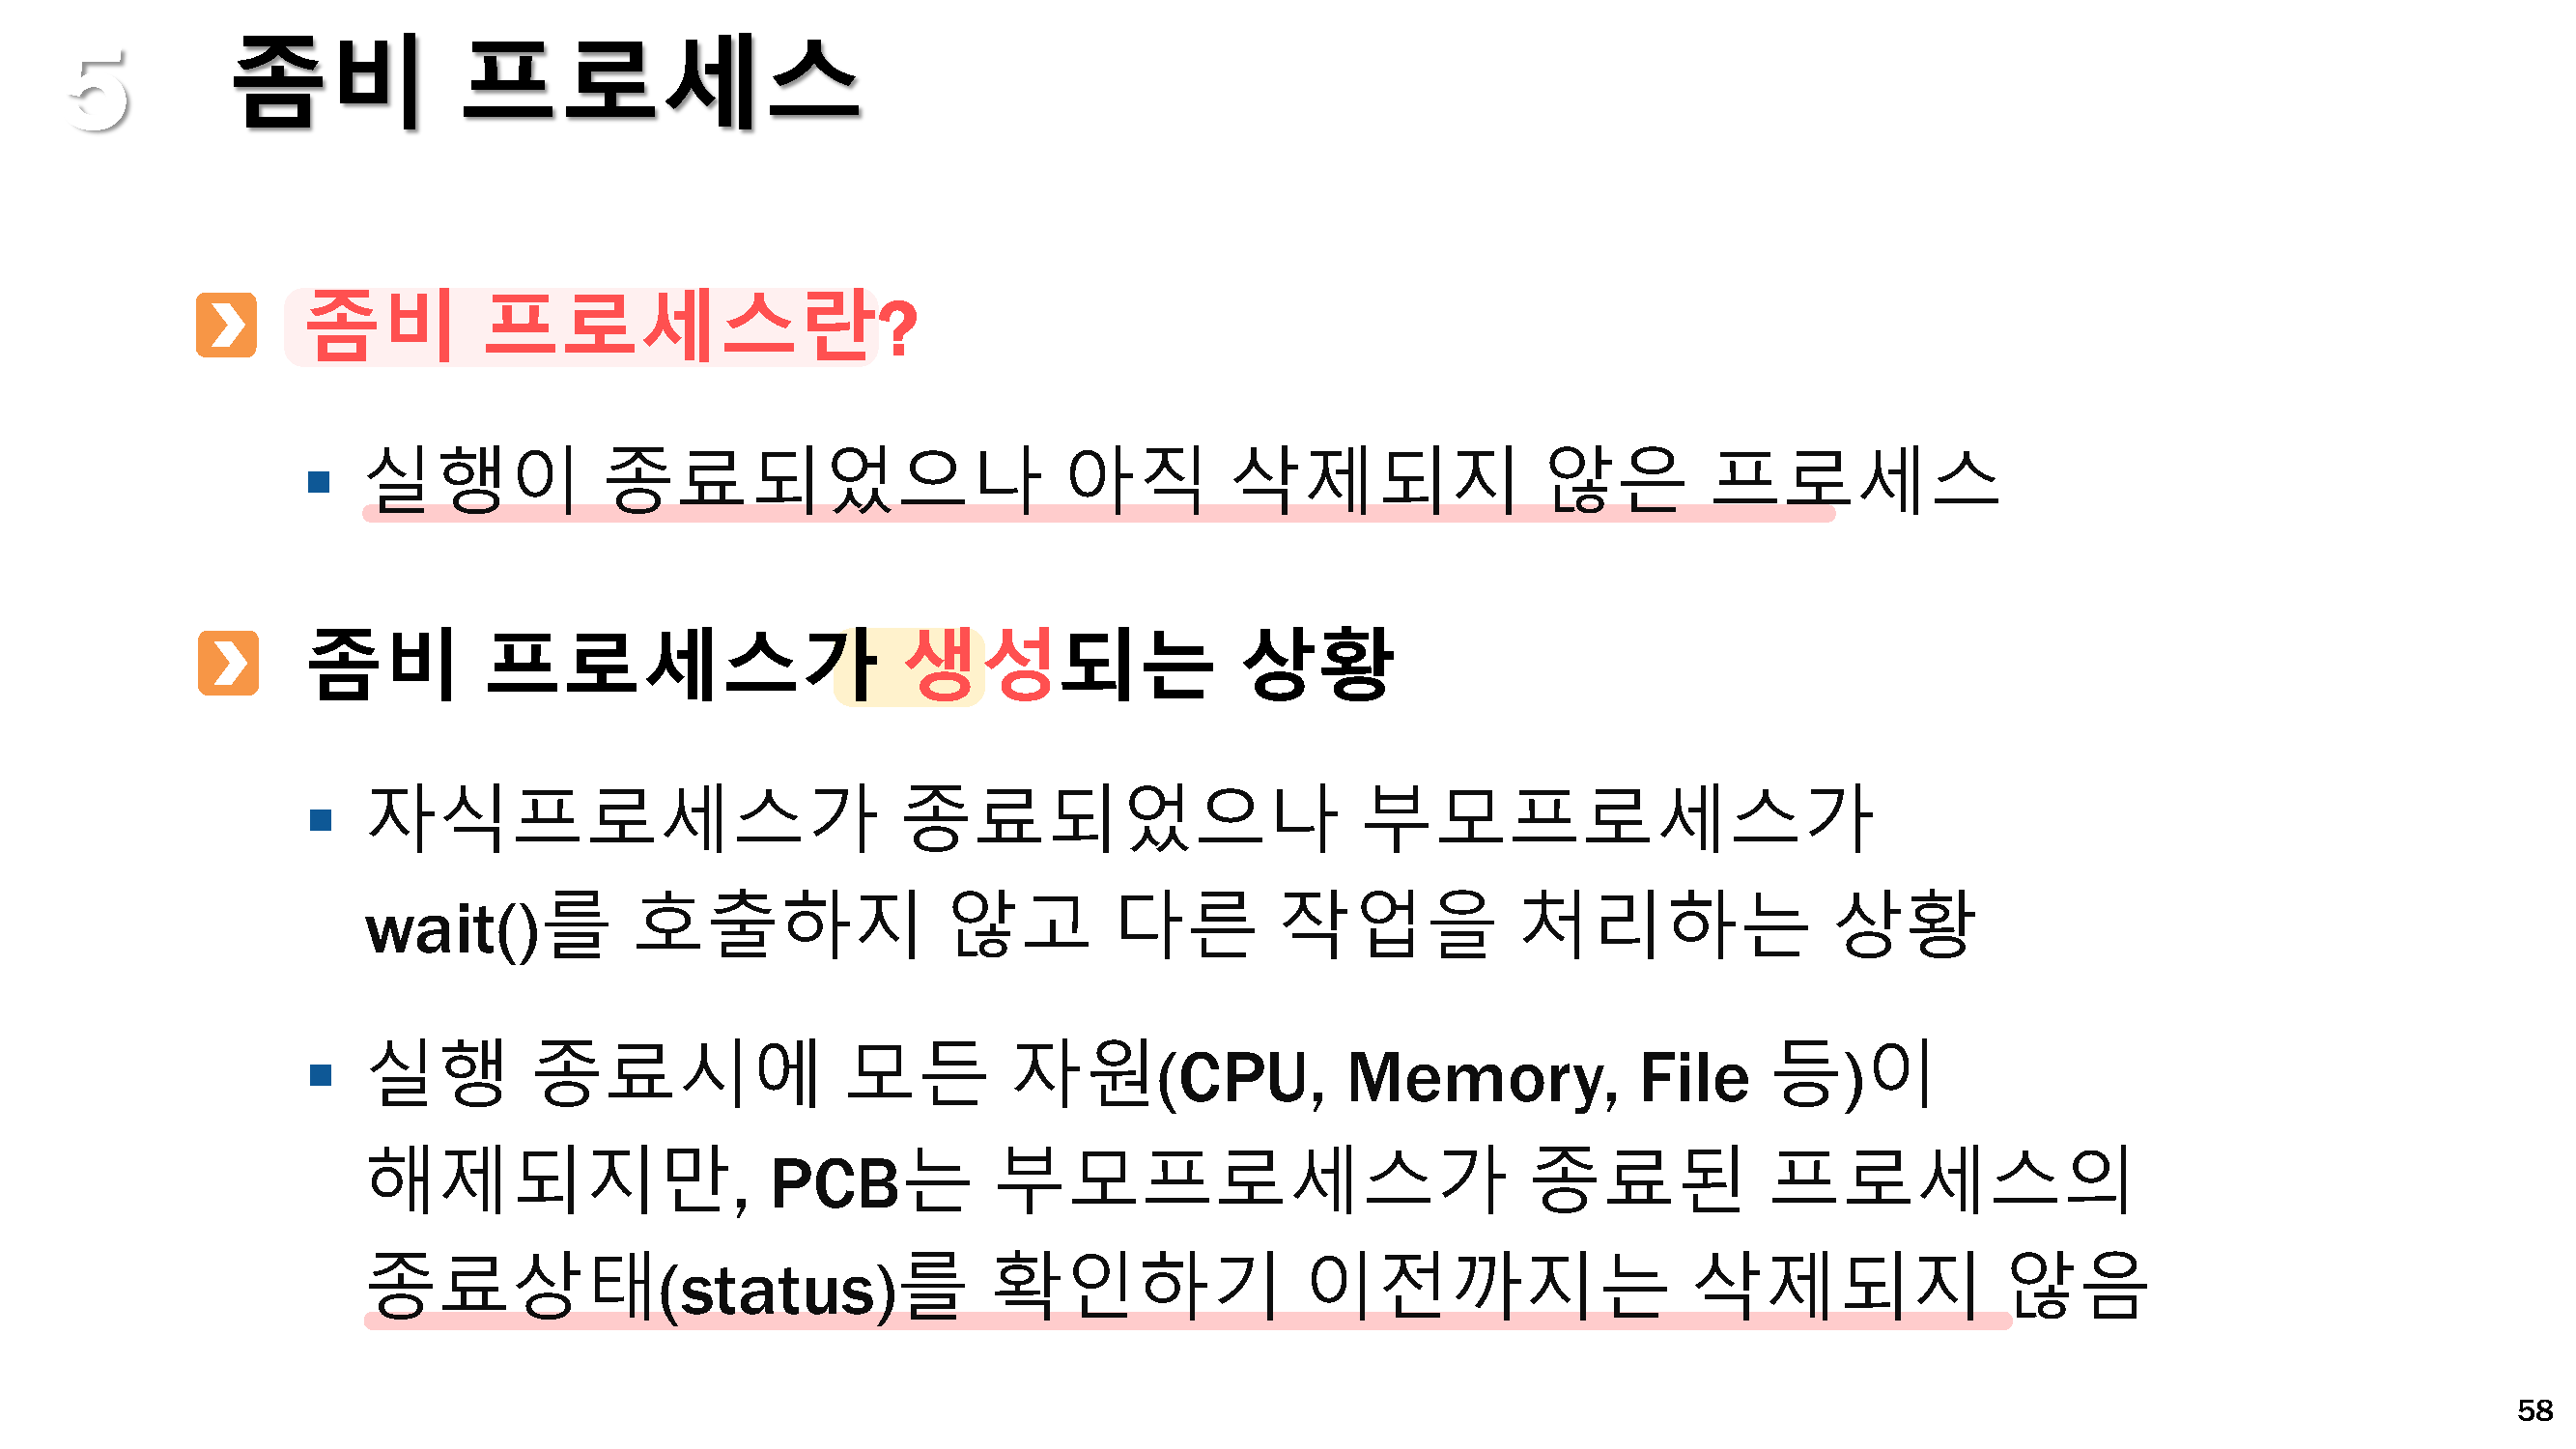 5 좀비 프로세스
좀비 프로세스란?
▪ 실행이 종료되었으나 아직 삭제되지 않은 프로세스
좀비 프로세스가 생성되는 상황
▪ 자식프로세스가 종료되었으나 부모프로세스가
wait()를 호출하지 않고 다른 작업을 처리하는 상황
▪ 실행 종료시에 모든 자원(CPU, Memory, File 등)이
해제되지만, PCB는 부모프로세스가 종료된 프로세스의
종료상태(status)를 확인하기 이전까지는 삭제되지 않음
58